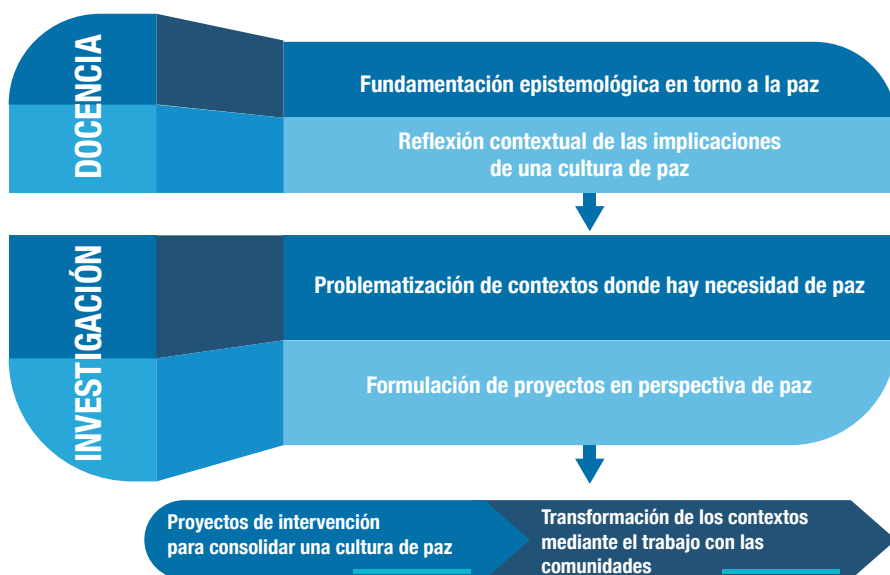 DOCENCIA
Fundamentación epistemológica en torno a la paz
Reflexión contextual de las implicaciones
de una cultura de paz
INVESTIGACIÓN
Problematización de contextos donde hay necesidad de paz
Formulación de proyectos en perspectiva de paz
Proyectos de intervención
para consolidar una cultura de paz
Transformación de los contextos
mediante el trabajo con las
comunidades